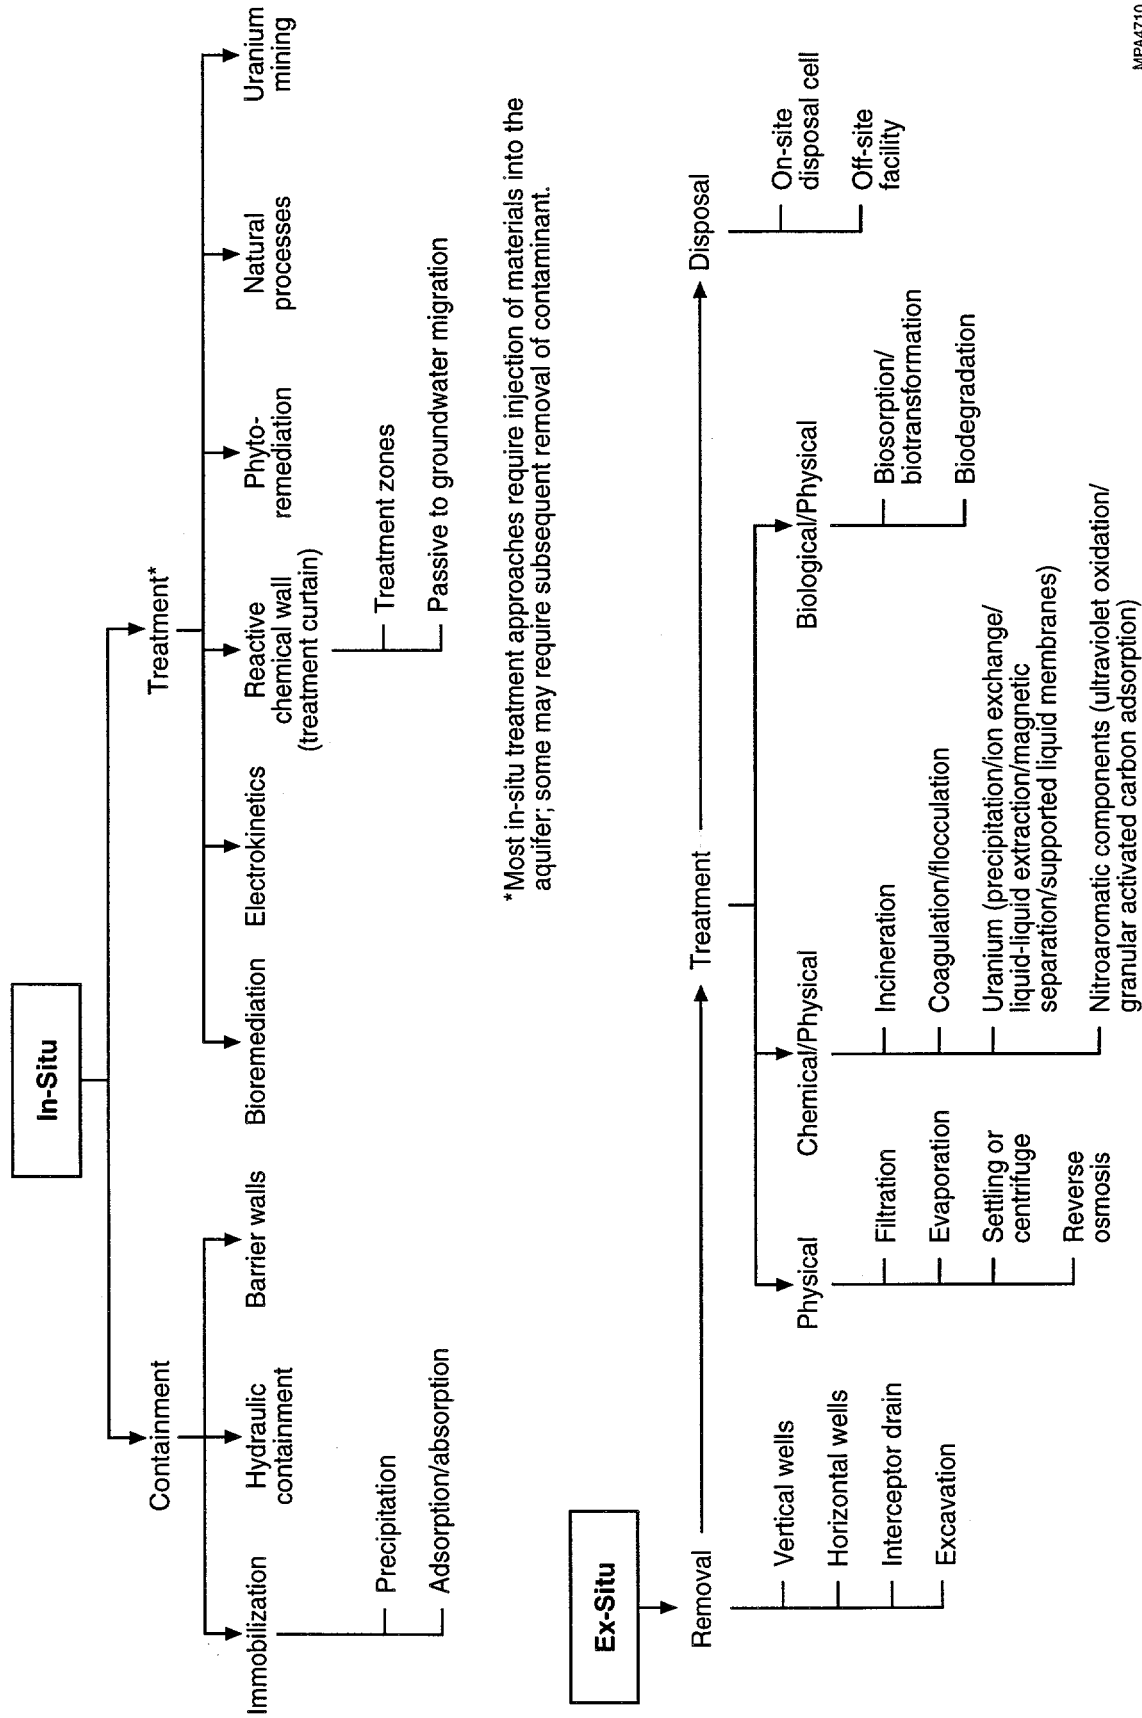 In-Situ
Containment
Treatment*
Immobilization
Hydraulic
containment
Barrier walls
Bioremediation
Electrokinetics
Reactive
chemical wall
(treatment curtain)
Phyto-
remediation
Natural
processes
Uranium
mining
Precipitation
Adsorption/absorption
Treatment zones
Passive to groundwater migration
*Most in-situ treatment approaches require injection of materials into the
aquifer; some may require subsequent removal of contaminant.
Ex-Situ
Removal
Treatment
Disposal
Vertical wells
Horizontal wells
Interceptor drain
Excavation
Physical
Filtration
Evaporation
Settling or
centrifuge
Reverse
osmosis
Chemical/Physical
Incineration
Coagulation/flocculation
Uranium (precipitation/ion exchange/
liquid-liquid extraction/magnetic
separation/supported liquid membranes)
Nitroaromatic components (ultraviolet oxidation/
granular activated carbon adsorption)
Biological/Physical
Biosorption/
biotransformation
Biodegradation
On-site
disposal cell
Off-site
facility
MPA4710